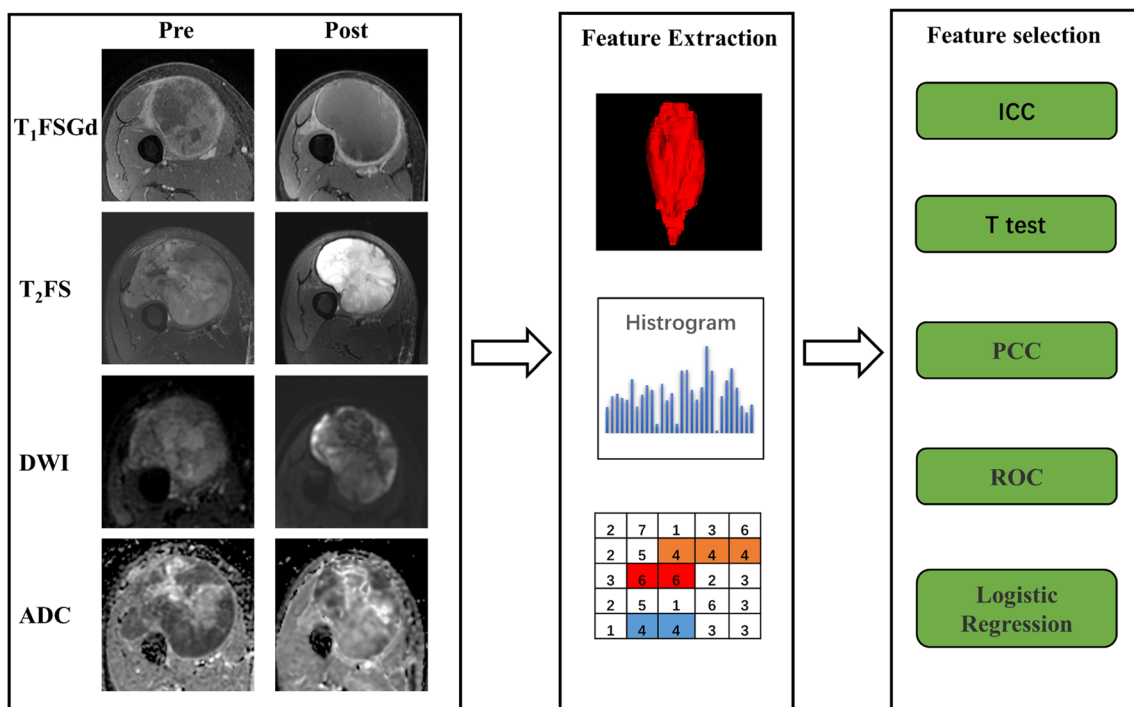 Pre Post
T₁FSGd
T₂FS
DWI
ADC
Feature Extraction
Histrogram
2 7 1 3 6
2 5 4 4 4
3 6 6 2 3
2 5 1 6 3
1 4 4 3 3
Feature selection
ICC
T test
PCC
ROC
Logistic
Regression